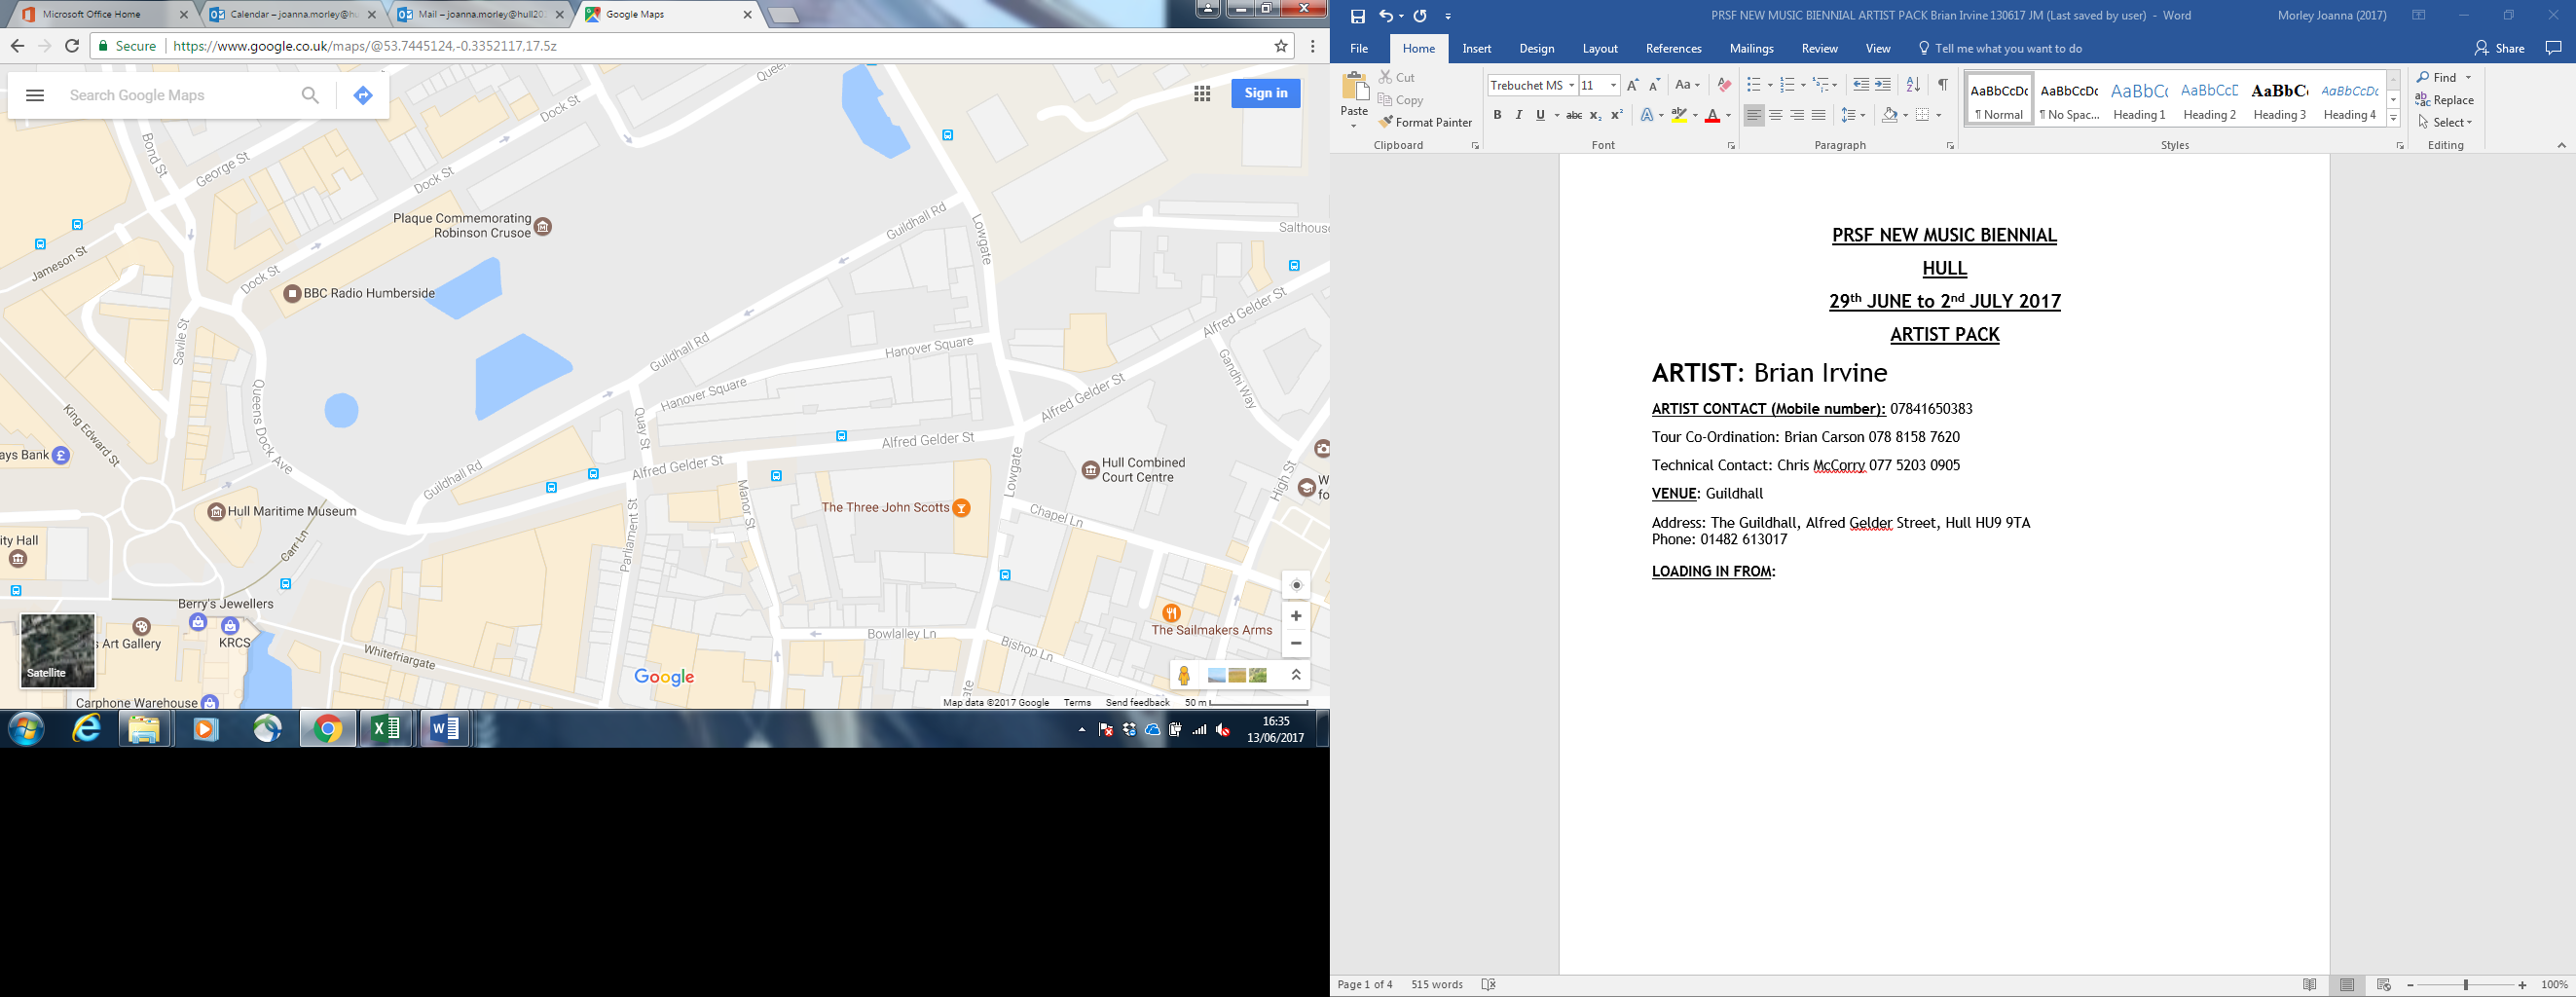 Microsoft Office Home
Calendar – joanna.morley@hu
Mail – joanna.morley@hull20
Google Maps
Secure
https://www.google.co.uk/maps/@53.7445124,-0.3352117,17.5z
Search Google Maps
Sign in
Bond St
George St
Dock St
Dock St
Dock St
Queen
Jameson St
Savile St
King Edward St
Queens Dock Ave
Plaque Commemorating
Robinson Crusoe
BBC Radio Humberside
Guildhall Rd
Guildhall Rd
Guildhall Rd
Lowgate
Hanover Square
Hanover Square
Quay St
Alfred Gelder St
Alfred Gelder St
Alfred Gelder St
Alfred Gelder St
Salthouse
Gandhi Way
High St
ays Bank
Hull Maritime Museum
ity Hall
Carr Ln
Parliament St
Manor St
The Three John Scotts
Lowgate
Hull Combined
Court Centre
W
fo
Chapel Ln
Berry's Jewellers
KRCS
s Art Gallery
Carphone Warehouse
Whitefriargate
Bowlalley Ln
Bishop Ln
The Sailmakers Arms
gate
Satellite
Google
Map data ©2017 Google Terms Send feedback 50 m
16:35
13/06/2017
PRSF NEW MUSIC BIENNIAL ARTIST PACK Brian Irvine 130617 JM (Last saved by user) - Word
Morley Joanna (2017)
File Home Insert Design Layout References Mailings Review View Tell me what you want to do
Share
Paste
Cut
Copy
Format Painter
Clipboard
Trebuchet MS 11
Font
Paragraph
AaBbCcDc AaBbCcDc AaBbCc AaBbCcD AaBbC AaBbCcDc
¶ Normal ¶ No Spac... Heading 1 Heading 2 Heading 3 Heading 4
Styles
Find
Replace
Select
Editing
PRSF NEW MUSIC BIENNIAL
HULL
29th JUNE to 2nd JULY 2017
ARTIST PACK
ARTIST: Brian Irvine
ARTIST CONTACT (Mobile number): 07841650383
Tour Co-Ordination: Brian Carson 078 8158 7620
Technical Contact: Chris McCorry 077 5203 0905
VENUE: Guildhall
Address: The Guildhall, Alfred Gelder Street, Hull HU9 9TA
Phone: 01482 613017
LOADING IN FROM:
Page 1 of 4 515 words
100%